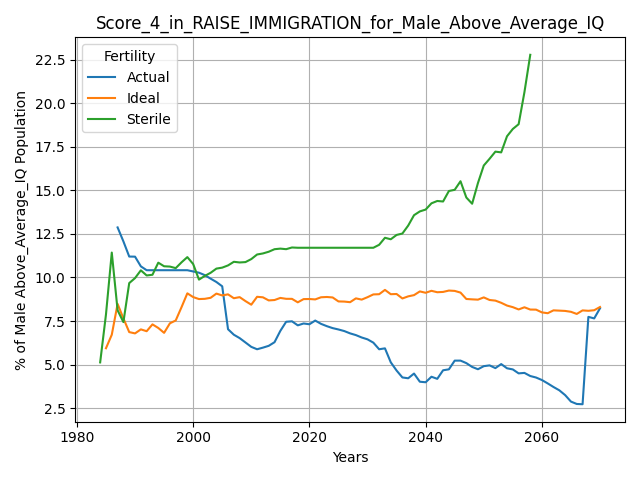 Score_4_in_RAISE_IMMIGRATION_for_Male_Above_Average_IQ
Fertility
Actual
Ideal
Sterile
% of Male Above_Average_IQ Population
22.5
20.0
17.5
15.0
12.5
10.0
7.5
5.0
2.5
1980
2000
2020
2040
2060
Years